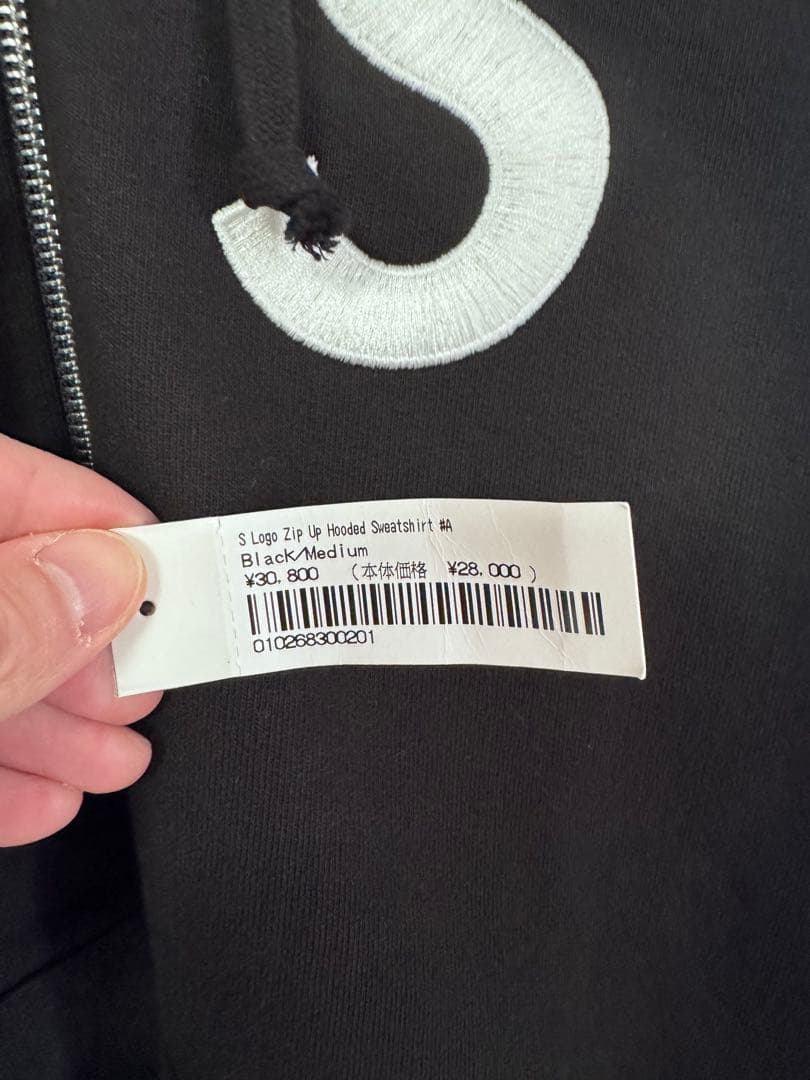 S
S Logo Zip Up Hooded Sweatshirt #A
Black/Medium
¥30,800 (本体価格 ¥28,000 )
010268300201